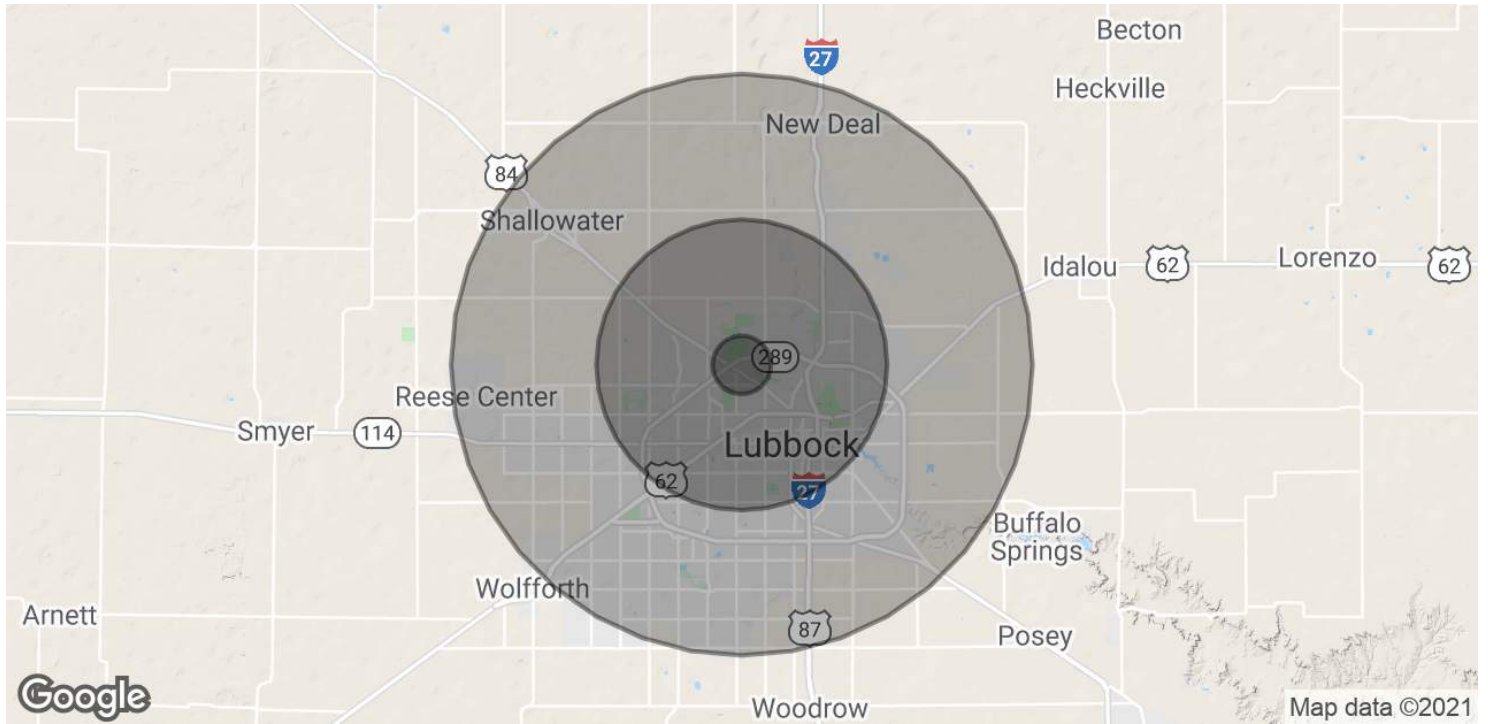 Becton
27
Heckville
New Deal
84
Shallowater
Idalou
62
Lorenzo
62
289
Reese Center
Smyer
114
Lubbock
62
27
Buffalo
Springs
Wolfforth
Arnett
87
Posey
Woodrow
Google
Map data ©2021